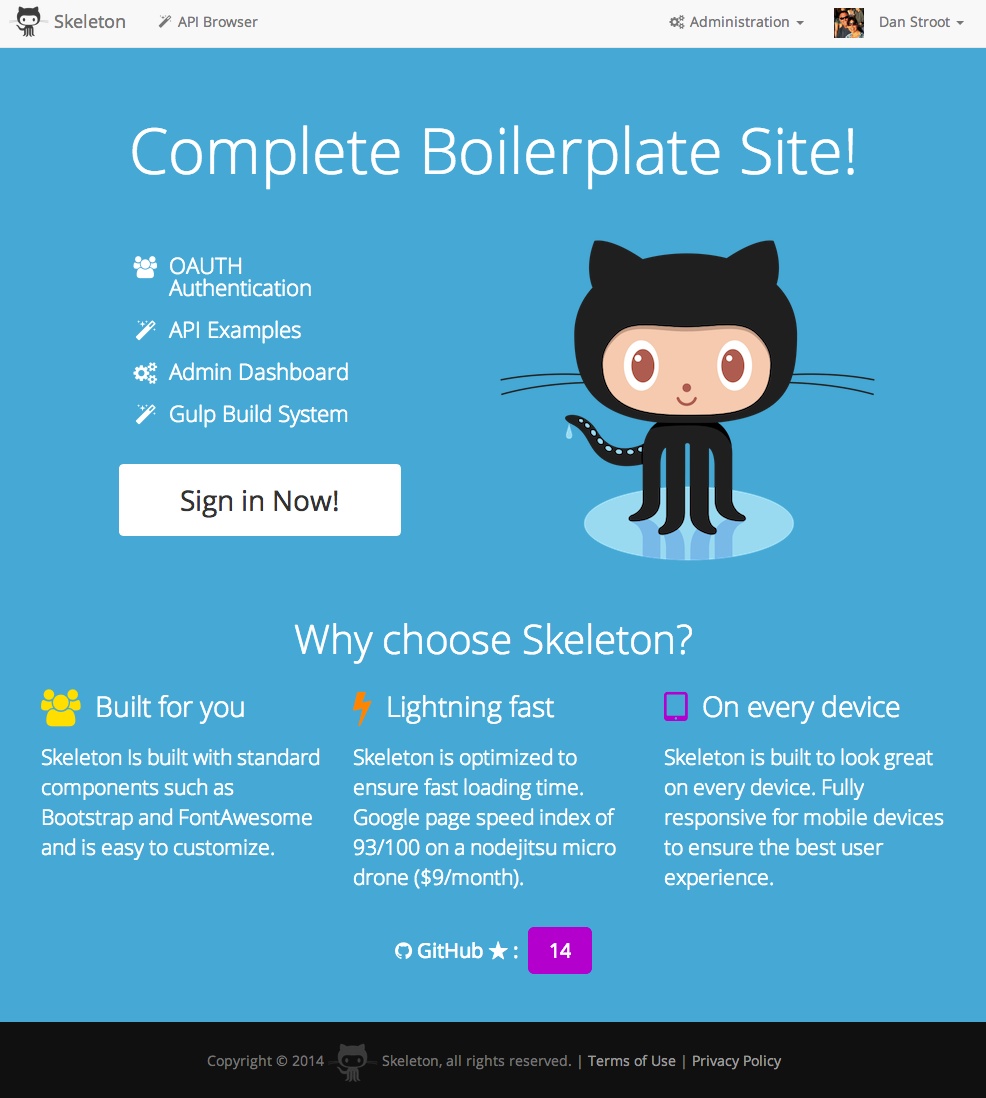 Skeleton API Browser Administration Dan Stroot
Complete Boilerplate Site!
OAUTH
Authentication
API Examples
Admin Dashboard
Gulp Build System
Sign in Now!
Why choose Skeleton?
Built for you
Skeleton Is built with standard
components such as
Bootstrap and FontAwesome
and is easy to customize.
Lightning fast
Skeleton is optimized to
ensure fast loading time.
Google page speed index of
93/100 on a nodejitsu micro
drone ($9/month).
On every device
Skeleton is built to look great
on every device. Fully
responsive for mobile devices
to ensure the best user
experience.
GitHub ★ : 14
Copyright © 2014 Skeleton, all rights reserved. | Terms of Use | Privacy Policy